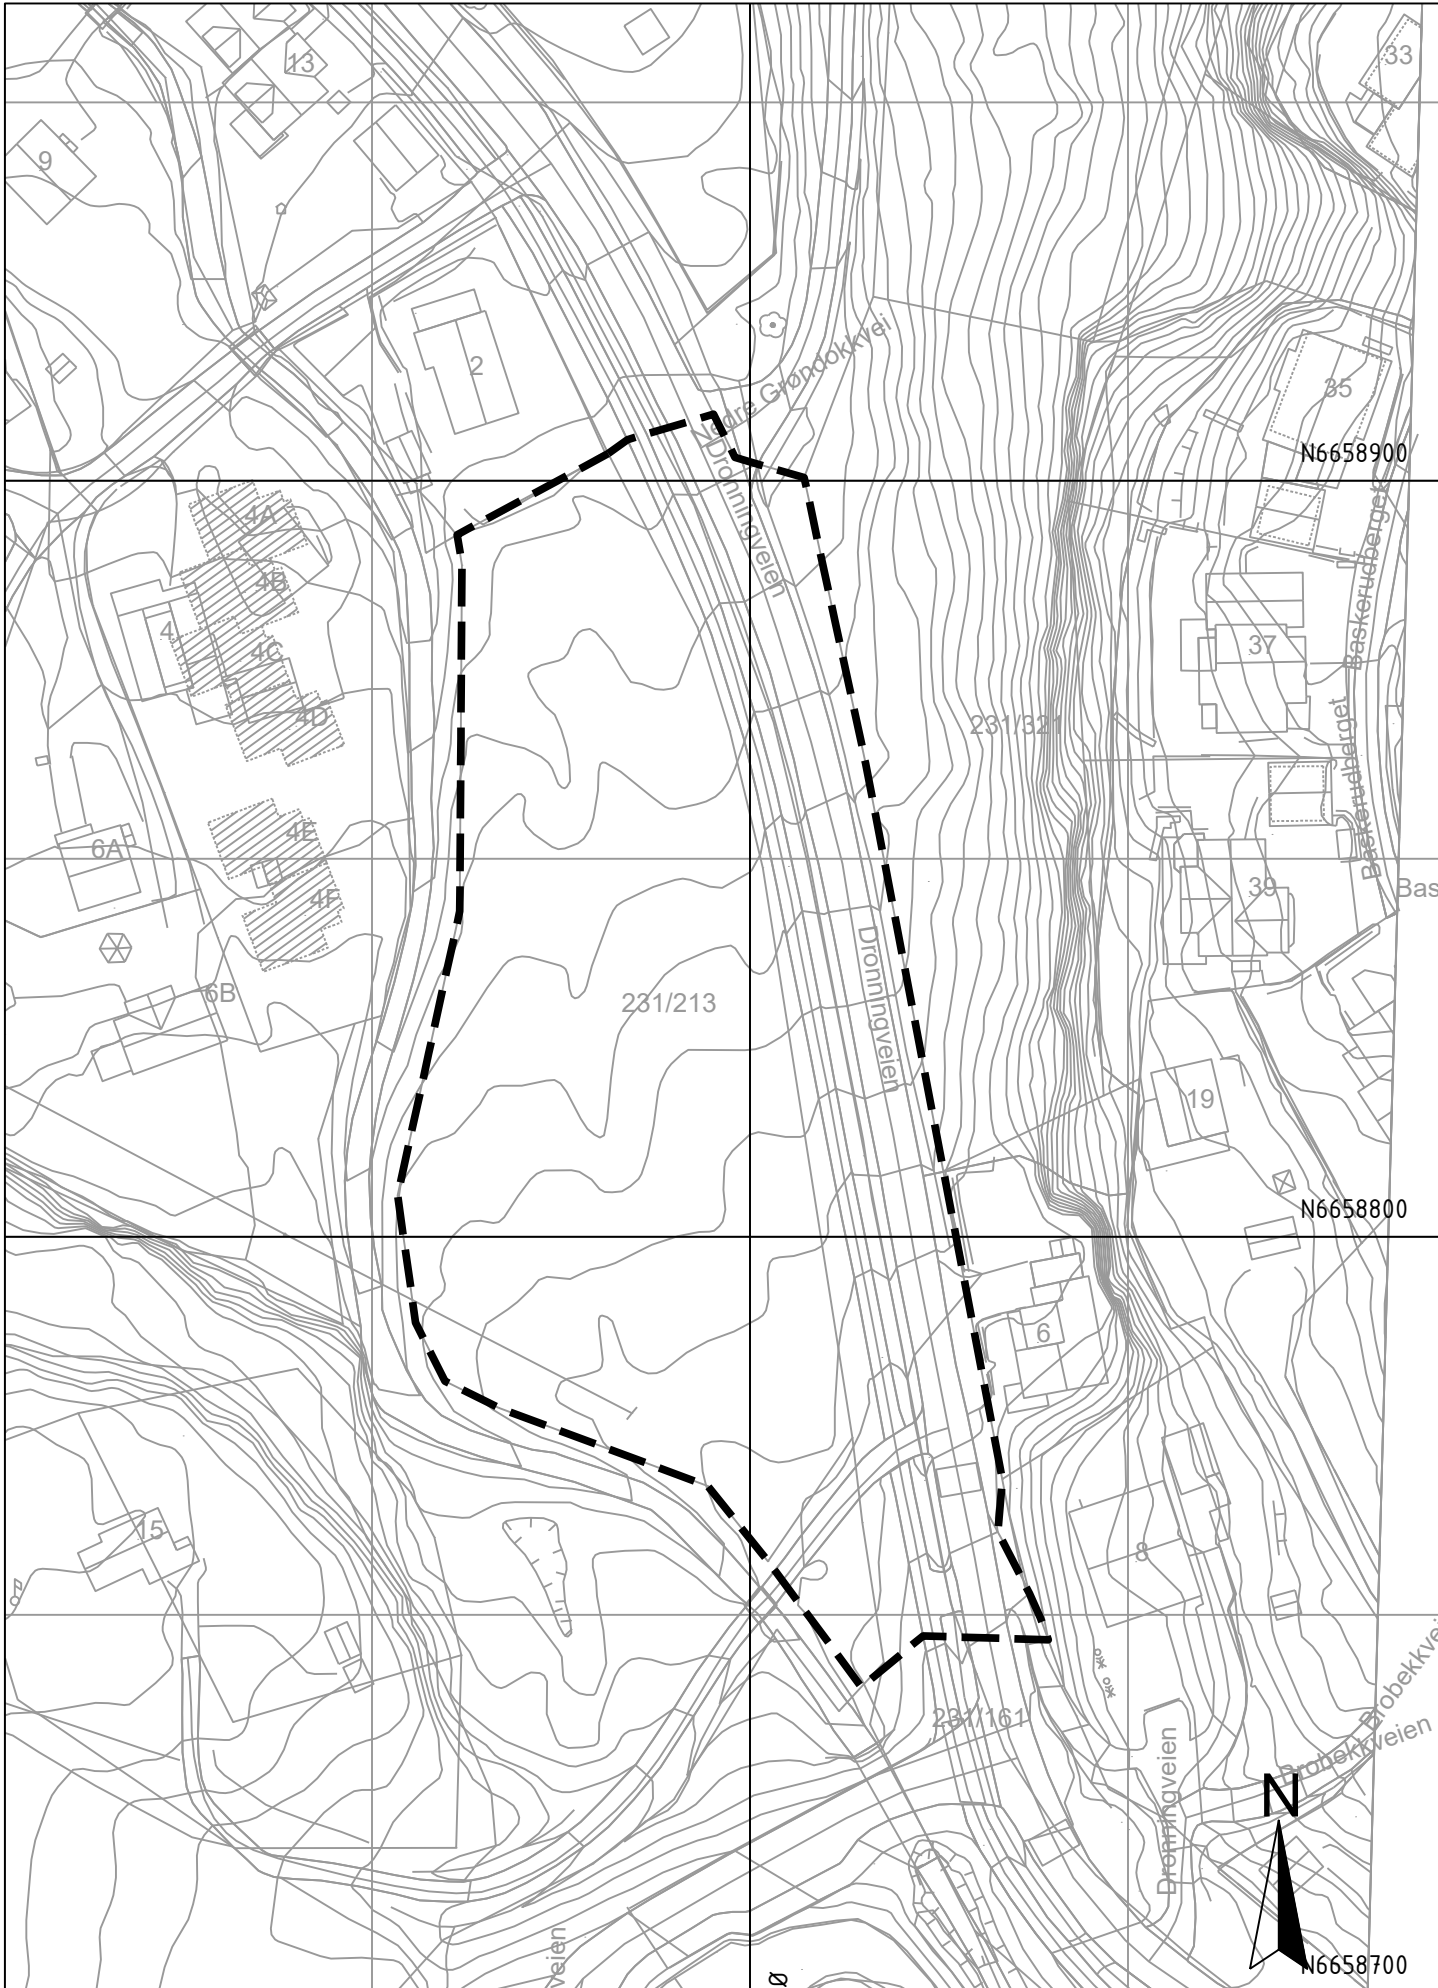 13
33
9
Nedre Grøndokkvei
2
35
N6658900
Dronningveien
4A
4B
4
4C
4D
Baskerudberget
37
231/321
Baskerudberget
4E
6A
4F
39
Bas
6B
231/213
Dronningveien
19
N6658800
6
15
8
231/161
Brobekkvei
Brobekkveien
Dronningveien
N
veien
Ø
N6658700